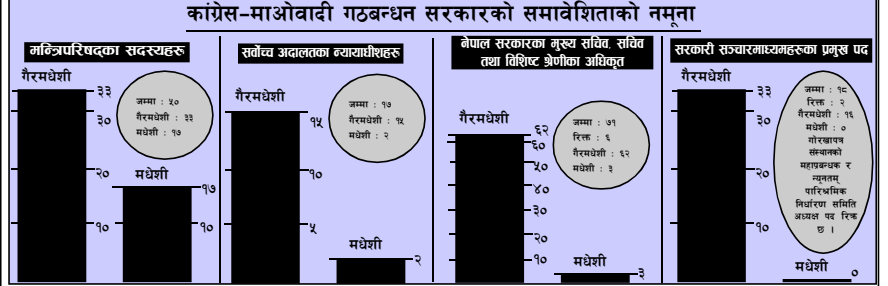 कांग्रेस-माओवादी गठबन्धन सरकारको समावेशिताको नमूना
मन्त्रिपरिषद्का सदस्यहरु
गैरमधेशी
३३
३०
२०
१०
जम्मा : ५०
गैरमधेशी : ३३
मधेशी : १७
मधेशी
१७
१०
सर्वोच्च अदालतका न्यायाधीशहरु
गैरमधेशी
१५
१०
५
जम्मा : १७
गैरमधेशी : १५
मधेशी : २
मधेशी
२
नेपाल सरकारका मुख्य सचिव, सचिव
तथा विशिष्ट श्रेणीका अधिकृत
गैरमधेशी
६२
६०
५०
४०
३०
२०
१०
जम्मा : ७१
रिक्त : ६
गैरमधेशी : ६२
मधेशी : ३
मधेशी
३
सरकारी सञ्चारमाध्यमहरुका प्रमुख पद
गैरमधेशी
३३
३०
२०
१०
जम्मा : १८
रिक्त : २
गैरमधेशी : १६
मधेशी : ०
गोरखापत्र
संस्थानको
महाप्रबन्धक र
न्यूनतम्
पारिश्रमिक
निर्धारण समिति
अध्यक्ष पद रिक्त
छ ।
मधेशी
०